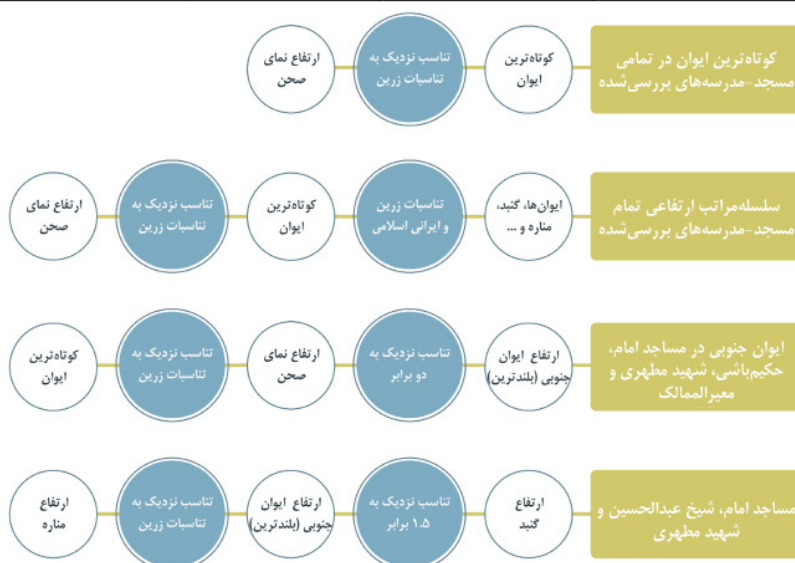 کوتاه‌ترین ایوان در تمامی
مسجد-مدرسه‌های بررسی‌شده
کوتاه‌ترین
ایوان
تناسب نزدیک به
تناسبات زرین
ارتفاع نمای
صحن
سلسله‌مراتب ارتفاعی تمام
مسجد-مدرسه‌های بررسی‌شده
ایوان‌ها، گنبد،
مناره و ...
تناسبات زرین
و ایرانی اسلامی
کوتاه‌ترین
ایوان
تناسب نزدیک به
تناسبات زرین
ارتفاع نمای
صحن
ایوان جنوبی در مساجد امام،
حکیم‌باشی، شهید مطهری و
معیرالممالک
ارتفاع ایوان
جنوبی (بلندترین)
تناسب نزدیک به
دو برابر
ارتفاع نمای
صحن
تناسب نزدیک به
تناسبات زرین
کوتاه‌ترین
ایوان
مساجد امام، شیخ عبدالحسین و
شهید مطهری
ارتفاع
گنبد
تناسب نزدیک به
۱.۵ برابر
ارتفاع ایوان
جنوبی (بلندترین)
تناسب نزدیک به
تناسبات زرین
ارتفاع
مناره